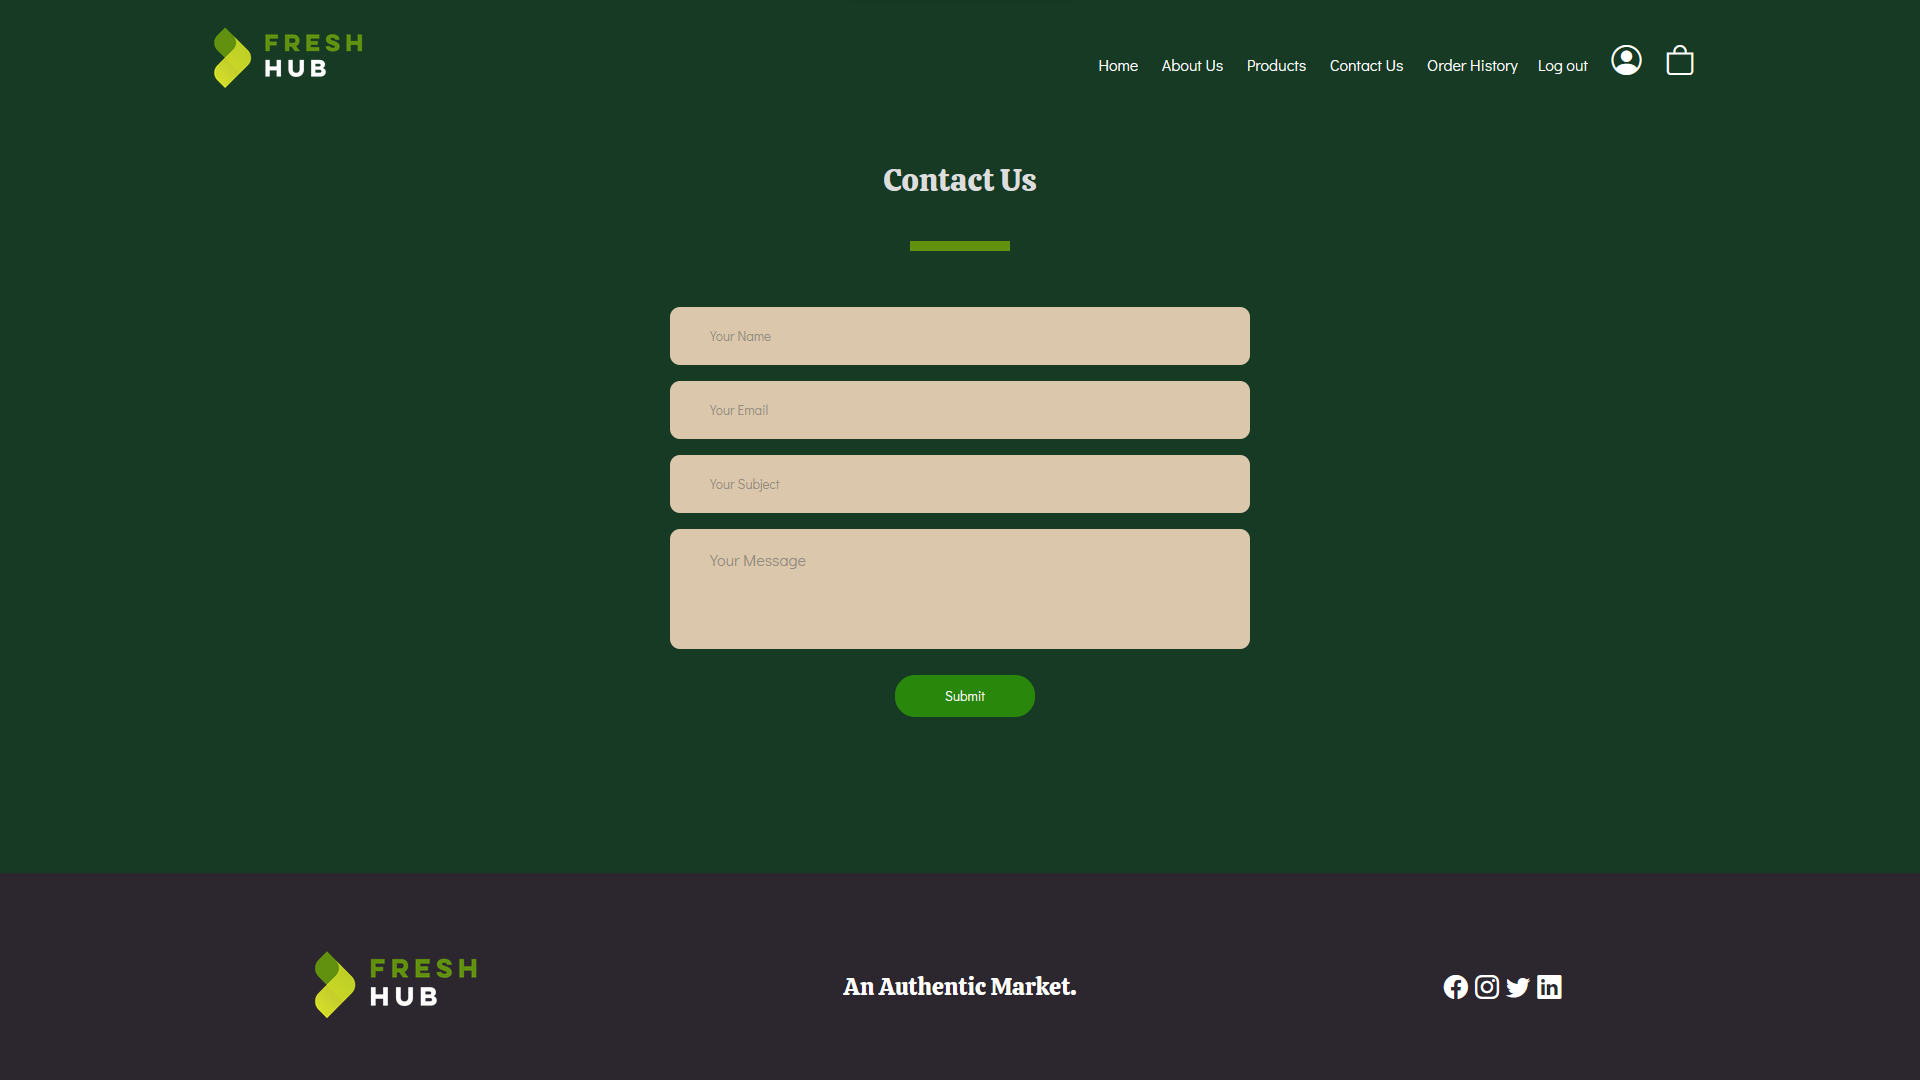 FRESH
HUB
Home About Us Products Contact Us Order History Log out
Contact Us
Your Name
Your Email
Your Subject
Your Message
Submit
FRESH
HUB
An Authentic Market.